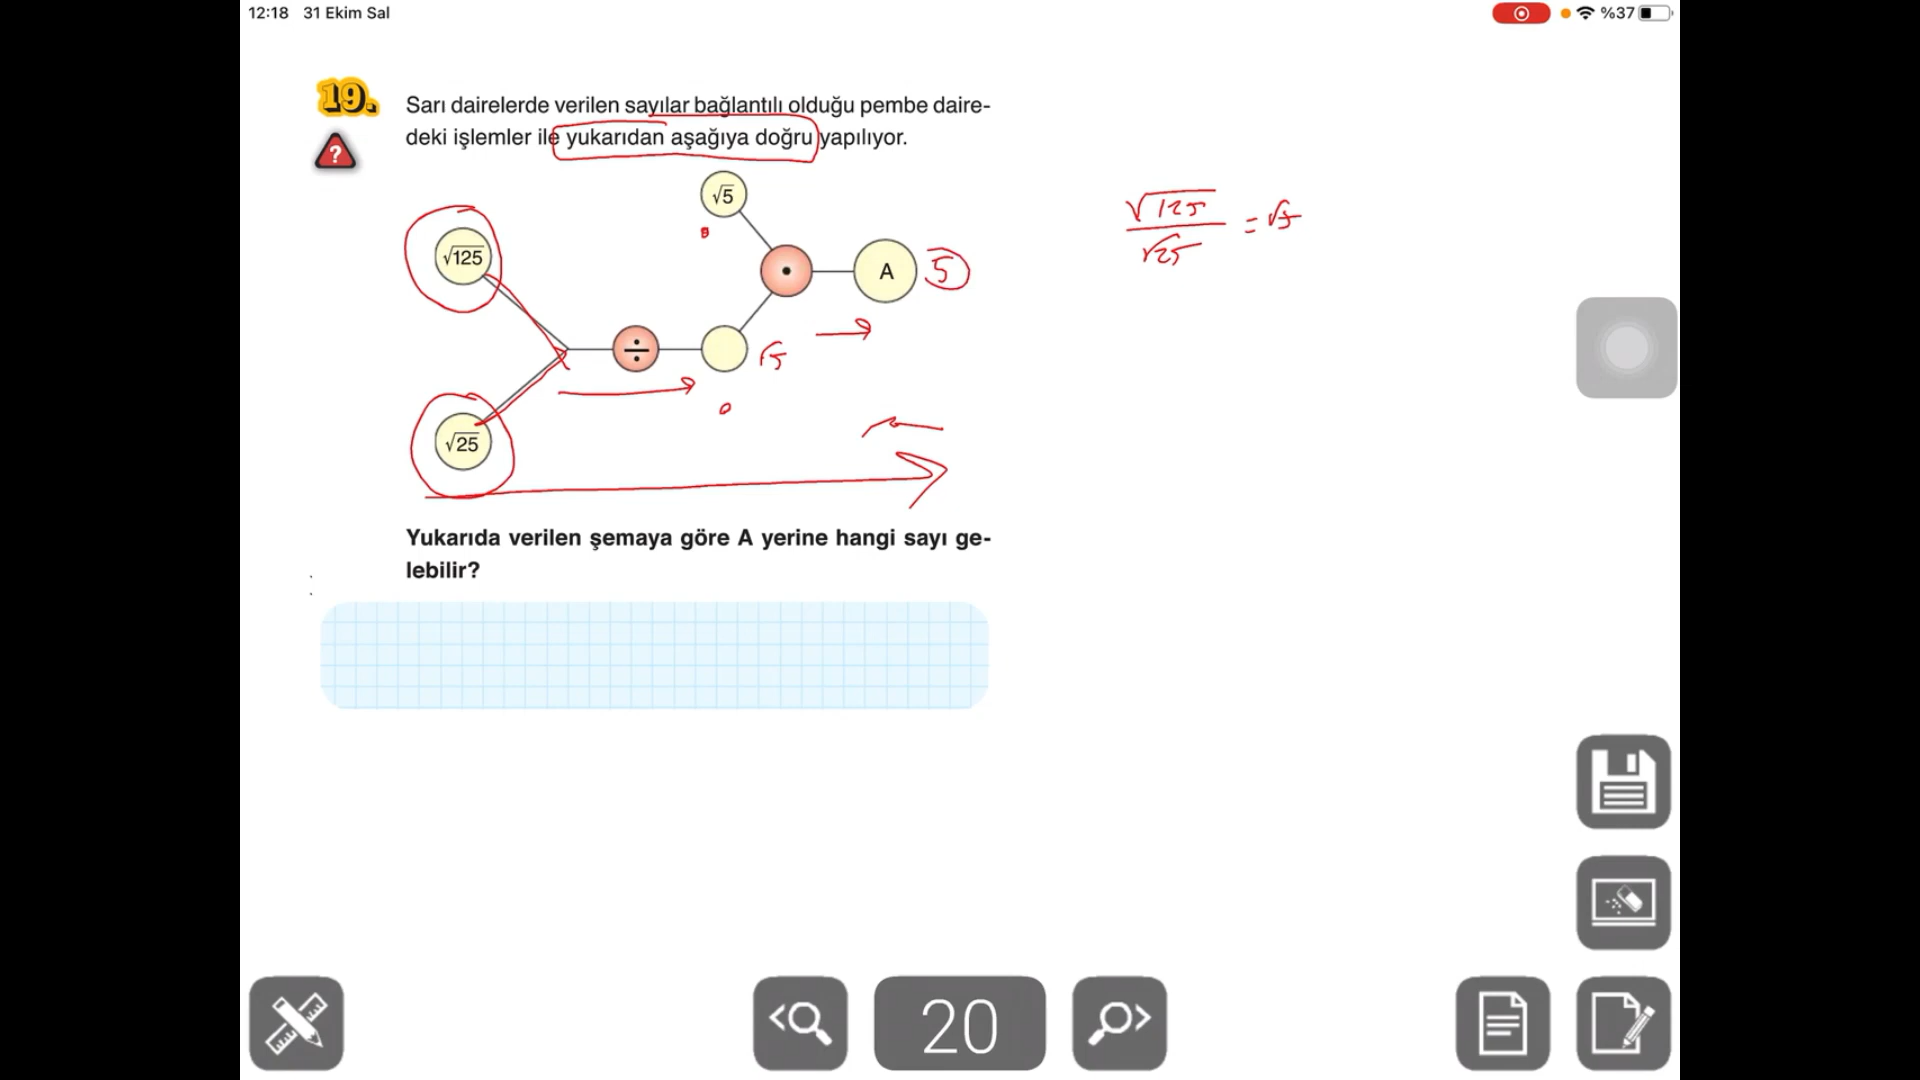 12:18 31 Ekim Sal
%37
19.
Sarı dairelerde verilen sayılar bağlantılı olduğu pembe daire-
deki işlemler ile yukarıdan aşağıya doğru yapılıyor.
?
√5
√125
√125
√25
= √5
•
A
5
÷
√5
√25
Yukarıda verilen şemaya göre A yerine hangi sayı ge-
lebilir?
20